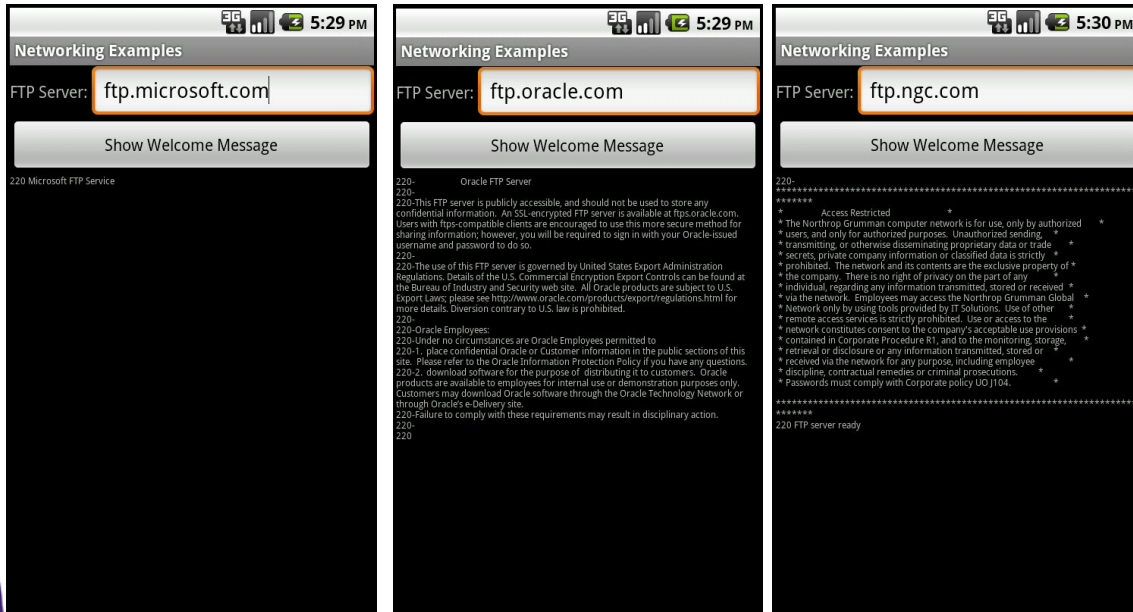 5:29 PM
Networking Examples
FTP Server: ftp.microsoft.com
Show Welcome Message
220 Microsoft FTP Service
5:29 PM
Networking Examples
FTP Server: ftp.oracle.com
Show Welcome Message
220- Oracle FTP Server
220-
220-This FTP server is publicly accessible, and should not be used to store any
confidential information. An SSL-encrypted FTP server is available at ftps.oracle.com.
Users with ftps-compatible clients are encouraged to use this more secure method for
sharing information; however, you will be required to sign in with your Oracle-issued
username and password to do so.
220-
220-The use of this FTP server is governed by United States Export Administration
Regulations. Details of the U.S. Commercial Encryption Export Controls can be found at
the Bureau of Industry and Security web site. All Oracle products are subject to U.S.
Export Laws; please see http://www.oracle.com/products/export/regulations.html for
more details. Diversion contrary to U.S. law is prohibited.
220-
220-Oracle Employees:
220-Under no circumstances are Oracle Employees permitted to
220-1. place confidential Oracle or Customer information in the public sections of this
site. Please refer to the Oracle Information Protection Policy if you have any questions.
220-2. download software for the purpose of distributing it to customers. Oracle
products are available to employees for internal use or demonstration purposes only.
Customers may download Oracle software through the Oracle Technology Network or
through Oracle's e-Delivery site.
220-Failure to comply with these requirements may result in disciplinary action.
220-
220
5:30 PM
Networking Examples
FTP Server: ftp.ngc.com
Show Welcome Message
220-
***********************************************************************
*******
* Access Restricted *
* The Northrop Grumman computer network is for use, only by authorized *
* users, and only for authorized purposes. Unauthorized sending, *
* transmitting, or otherwise disseminating proprietary data or trade *
* secrets, private company information or classified data is strictly *
* prohibited. The network and its contents are the exclusive property of *
* the company. There is no right of privacy on the part of any *
* individual, regarding any information transmitted, stored or received *
* via the network. Employees may access the Northrop Grumman Global *
* Network only by using tools provided by IT Solutions. Use of other *
* remote access services is strictly prohibited. Use or access to the *
* network constitutes consent to the company's acceptable use provisions *
* contained in Corporate Procedure R1, and to the monitoring, storage, *
* retrieval or disclosure or any information transmitted, stored or *
* received via the network for any purpose, including employee *
* discipline, contractual remedies or criminal prosecutions. *
* Passwords must comply with Corporate policy UO J104. *
***********************************************************************
*******
220 FTP server ready